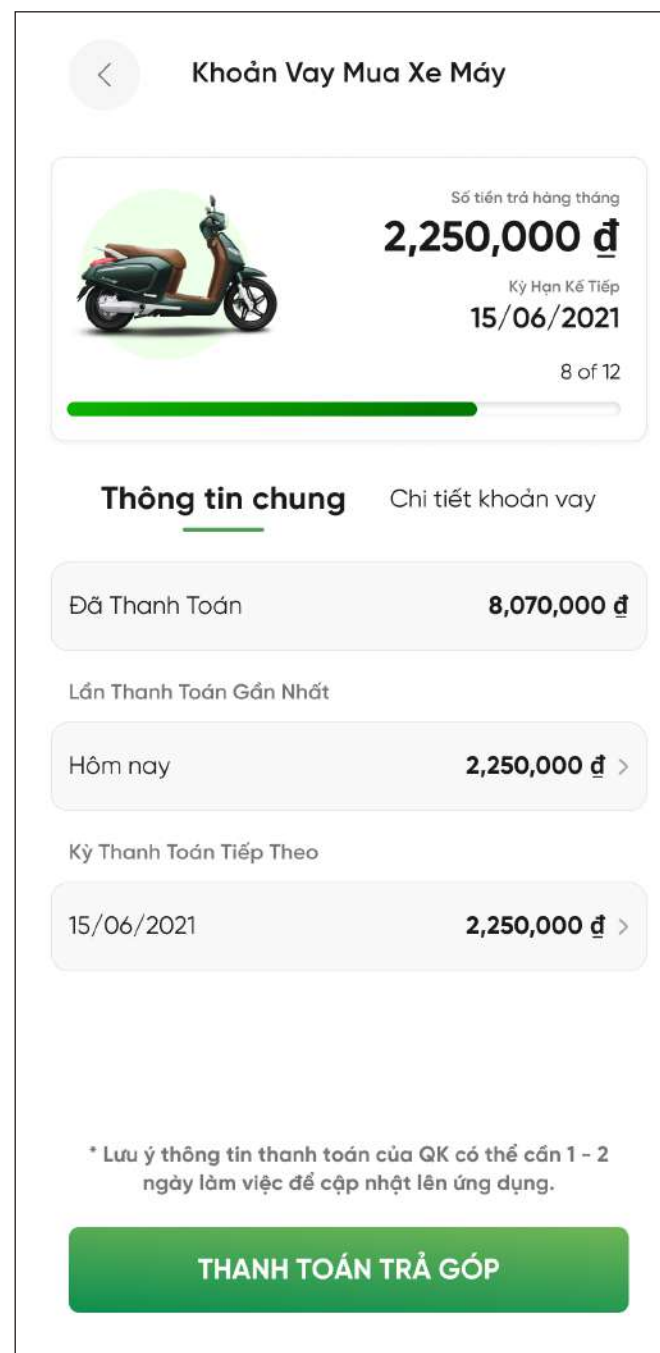 Khoản Vay Mua Xe Máy
Số tiền trả hàng tháng
2,250,000 ₫
Kỳ Hạn Kế Tiếp
15/06/2021
8 of 12
Thông tin chung Chi tiết khoản vay
Đã Thanh Toán 8,070,000 ₫
Lần Thanh Toán Gần Nhất
Hôm nay 2,250,000 ₫
Kỳ Thanh Toán Tiếp Theo
15/06/2021 2,250,000 ₫
* Lưu ý thông tin thanh toán của QK có thể cần 1 - 2
ngày làm việc để cập nhật lên ứng dụng.
THANH TOÁN TRẢ GÓP